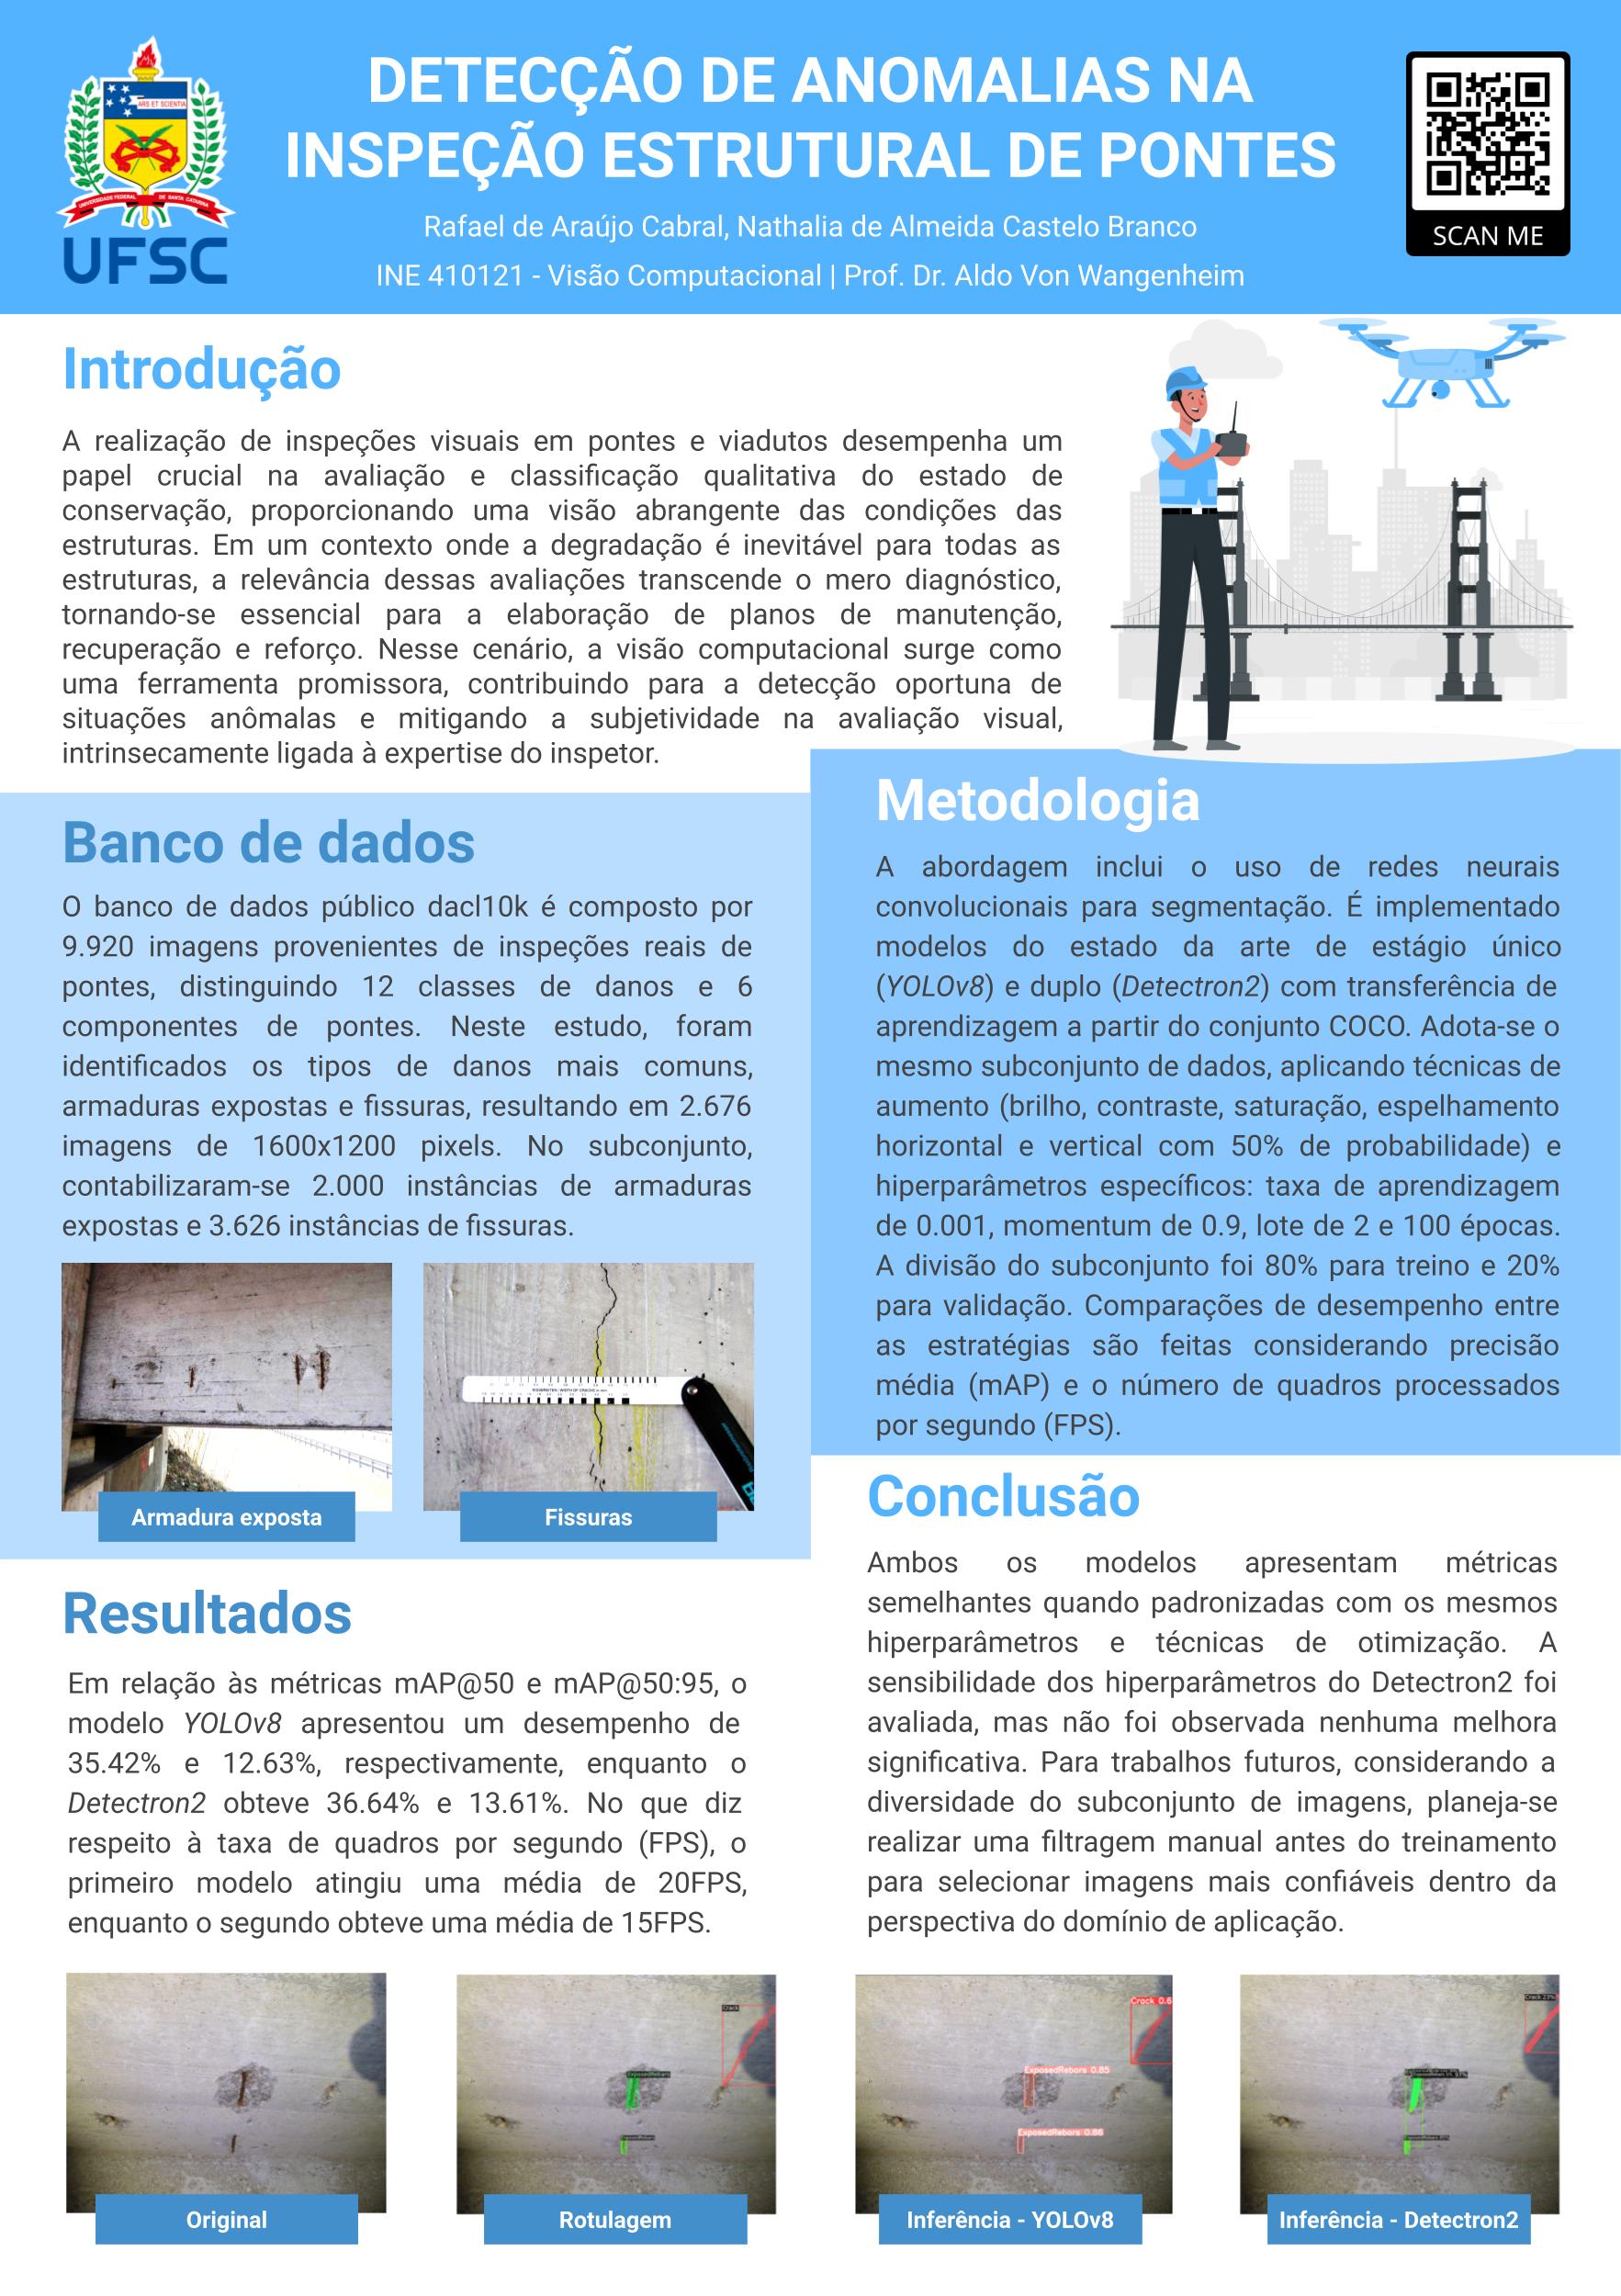 ARS ET SCIENTIA
UNIVERSIDADE FEDERAL DE SANTA CATARINA
UFSC
DETECÇÃO DE ANOMALIAS NA
INSPEÇÃO ESTRUTURAL DE PONTES
Rafael de Araújo Cabral, Nathalia de Almeida Castelo Branco
INE 410121 - Visão Computacional | Prof. Dr. Aldo Von Wangenheim
SCAN ME
Introdução
A realização de inspeções visuais em pontes e viadutos desempenha um
papel crucial na avaliação e classificação qualitativa do estado de
conservação, proporcionando uma visão abrangente das condições das
estruturas. Em um contexto onde a degradação é inevitável para todas as
estruturas, a relevância dessas avaliações transcende o mero diagnóstico,
tornando-se essencial para a elaboração de planos de manutenção,
recuperação e reforço. Nesse cenário, a visão computacional surge como
uma ferramenta promissora, contribuindo para a detecção oportuna de
situações anômalas e mitigando a subjetividade na avaliação visual,
intrinsecamente ligada à expertise do inspetor.
Banco de dados
O banco de dados público dacl10k é composto por
9.920 imagens provenientes de inspeções reais de
pontes, distinguindo 12 classes de danos e 6
componentes de pontes. Neste estudo, foram
identificados os tipos de danos mais comuns,
armaduras expostas e fissuras, resultando em 2.676
imagens de 1600x1200 pixels. No subconjunto,
contabilizaram-se 2.000 instâncias de armaduras
expostas e 3.626 instâncias de fissuras.
Armadura exposta
Fissuras
Metodologia
A abordagem inclui o uso de redes neurais
convolucionais para segmentação. É implementado
modelos do estado da arte de estágio único
(YOLOv8) e duplo (Detectron2) com transferência de
aprendizagem a partir do conjunto COCO. Adota-se o
mesmo subconjunto de dados, aplicando técnicas de
aumento (brilho, contraste, saturação, espelhamento
horizontal e vertical com 50% de probabilidade) e
hiperparâmetros específicos: taxa de aprendizagem
de 0.001, momentum de 0.9, lote de 2 e 100 épocas.
A divisão do subconjunto foi 80% para treino e 20%
para validação. Comparações de desempenho entre
as estratégias são feitas considerando precisão
média (mAP) e o número de quadros processados
por segundo (FPS).
Resultados
Em relação às métricas mAP@50 e mAP@50:95, o
modelo YOLOv8 apresentou um desempenho de
35.42% e 12.63%, respectivamente, enquanto o
Detectron2 obteve 36.64% e 13.61%. No que diz
respeito à taxa de quadros por segundo (FPS), o
primeiro modelo atingiu uma média de 20FPS,
enquanto o segundo obteve uma média de 15FPS.
Conclusão
Ambos os modelos apresentam métricas
semelhantes quando padronizadas com os mesmos
hiperparâmetros e técnicas de otimização. A
sensibilidade dos hiperparâmetros do Detectron2 foi
avaliada, mas não foi observada nenhuma melhora
significativa. Para trabalhos futuros, considerando a
diversidade do subconjunto de imagens, planeja-se
realizar uma filtragem manual antes do treinamento
para selecionar imagens mais confiáveis dentro da
perspectiva do domínio de aplicação.
Original
Crack
ExposedRebars
ExposedRebars
Rotulagem
Crack 0.6
ExposedRebars 0.85
ExposedRebars 0.86
Inferência - YOLOv8
Crack 23%
Inferência - Detectron2